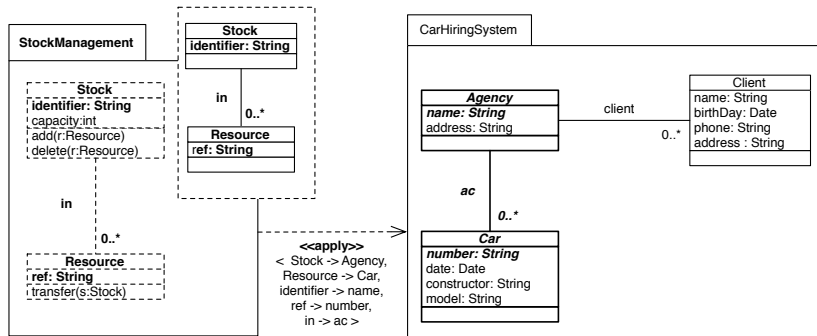 StockManagement
Stock
identifier: String
capacity:int
add(r:Resource)
delete(r:Resource)
in
0..*
Resource
ref: String
transfer(s:Stock)
Stock
identifier: String
in
0..*
Resource
ref: String
<<apply>>
< Stock -> Agency,
Resource -> Car,
identifier -> name,
ref -> number,
in -> ac >
CarHiringSystem
Agency
name: String
address: String
client
0..*
Client
name: String
birthDay: Date
phone: String
address : String
ac
0..*
Car
number: String
date: Date
constructor: String
model: String